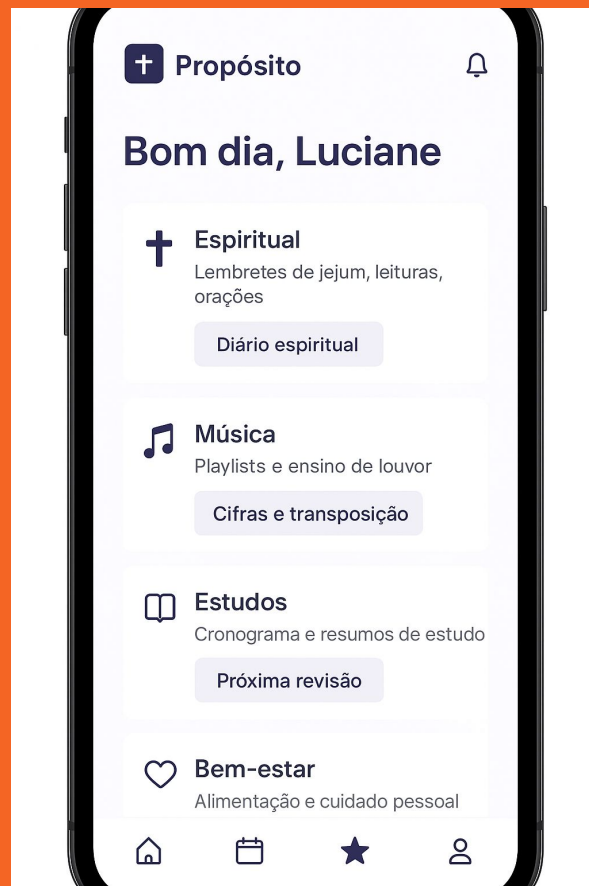 Propósito
Bom dia, Luciane
Espiritual
Lembretes de jejum, leituras,
orações
Diário espiritual
Música
Playlists e ensino de louvor
Cifras e transposição
Estudos
Cronograma e resumos de estudo
Próxima revisão
Bem-estar
Alimentação e cuidado pessoal